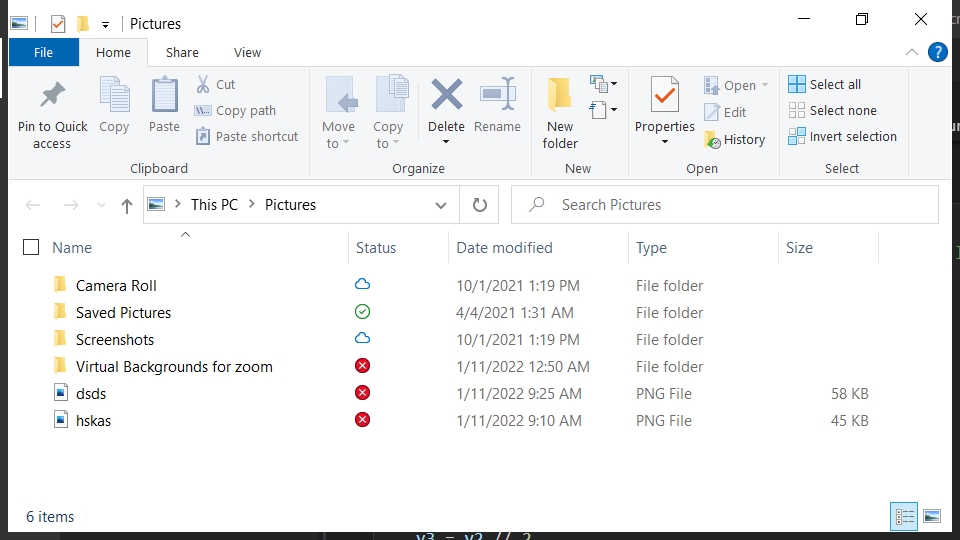 Pictures
File Home Share View
Pin to Quick access
Copy
Paste
Cut
Copy path
Paste shortcut
Clipboard
Move to
Copy to
Delete
Rename
Organize
New folder
New
Properties
Open
Edit
History
Open
Select all
Select none
Invert selection
Select
This PC Pictures
Search Pictures
Name Status Date modified Type Size
Camera Roll 10/1/2021 1:19 PM File folder
Saved Pictures 4/4/2021 1:31 AM File folder
Screenshots 10/1/2021 1:19 PM File folder
Virtual Backgrounds for zoom 1/11/2022 12:50 AM File folder
dsds 1/11/2022 9:25 AM PNG File 58 KB
hskas 1/11/2022 9:10 AM PNG File 45 KB
6 items